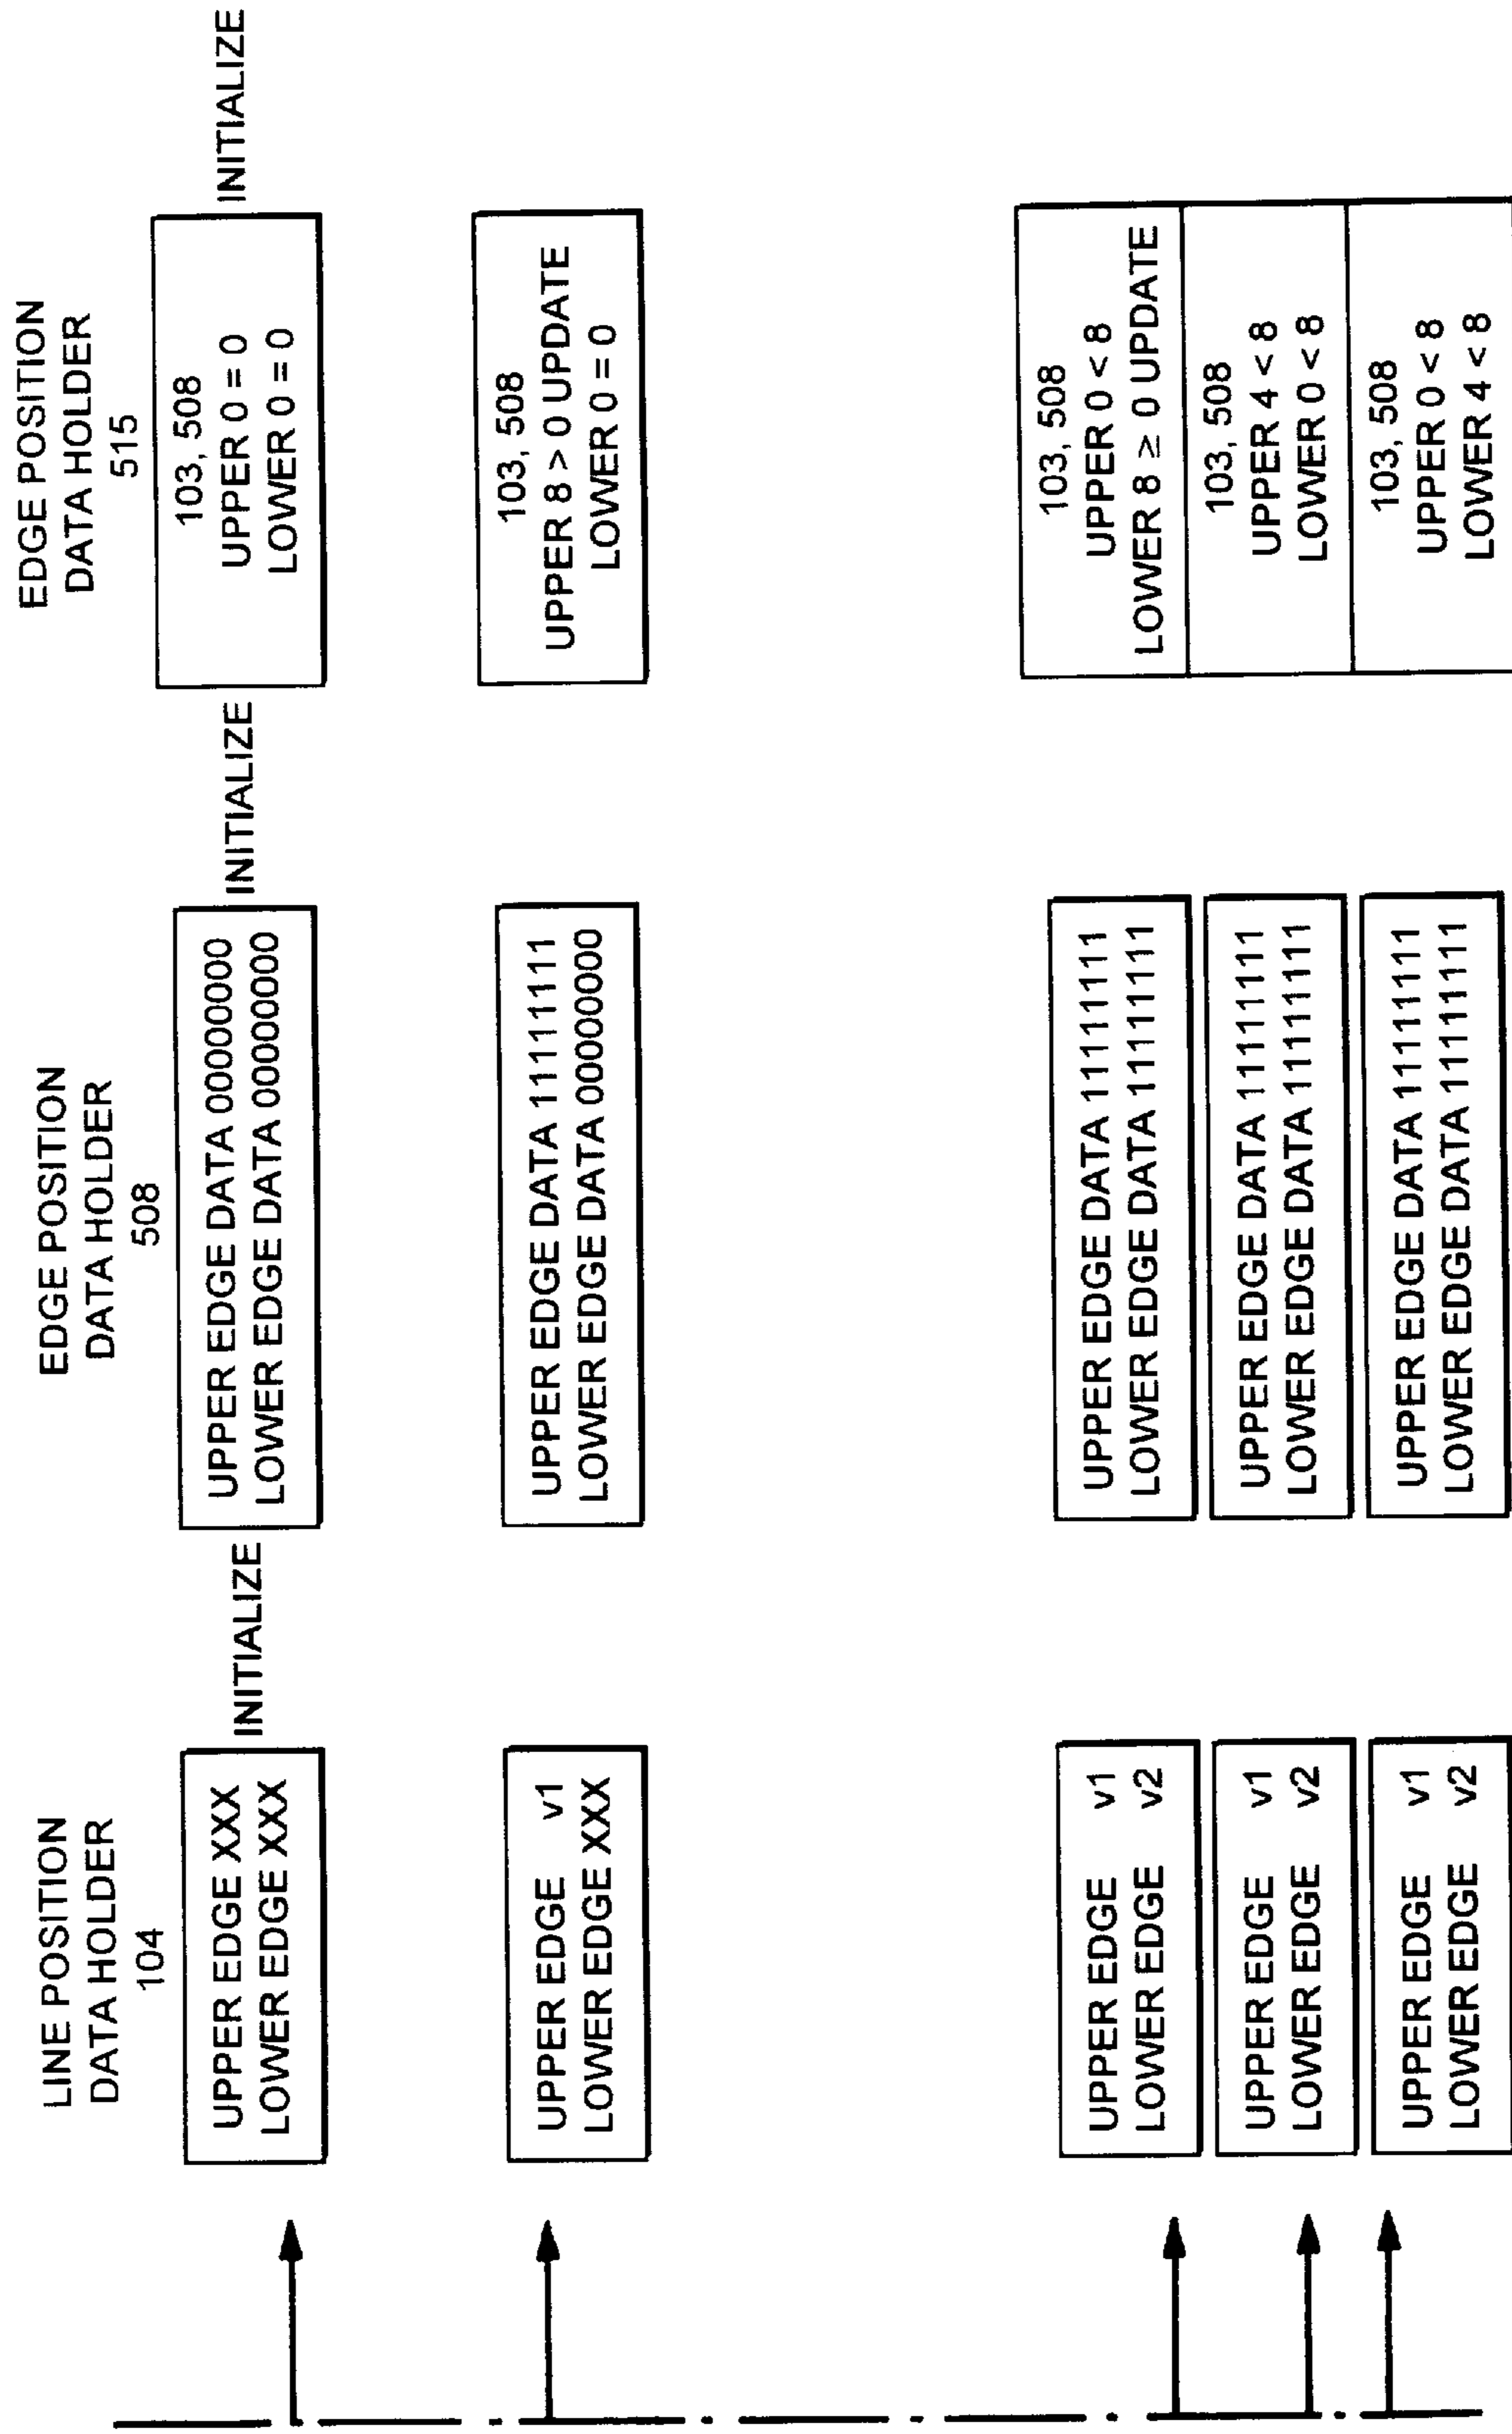 LINE POSITION
DATA HOLDER
104
EDGE POSITION
DATA HOLDER
508
EDGE POSITION
DATA HOLDER
515
UPPER EDGE XXX
LOWER EDGE XXX
INITIALIZE
UPPER EDGE DATA 00000000
LOWER EDGE DATA 00000000
INITIALIZE
103, 508
UPPER 0 = 0
LOWER 0 = 0
INITIALIZE
UPPER EDGE v1
LOWER EDGE XXX
UPPER EDGE DATA 11111111
LOWER EDGE DATA 00000000
103, 508
UPPER 8 > 0 UPDATE
LOWER 0 = 0
UPPER EDGE v1
LOWER EDGE v2
UPPER EDGE DATA 11111111
LOWER EDGE DATA 11111111
103, 508
UPPER 0 < 8
LOWER 8 ≥ 0 UPDATE
UPPER EDGE v1
LOWER EDGE v2
UPPER EDGE DATA 11111111
LOWER EDGE DATA 11111111
103, 508
UPPER 4 < 8
LOWER 0 < 8
UPPER EDGE v1
LOWER EDGE v2
UPPER EDGE DATA 11111111
LOWER EDGE DATA 11111111
103, 508
UPPER 0 < 8
LOWER 4 < 8